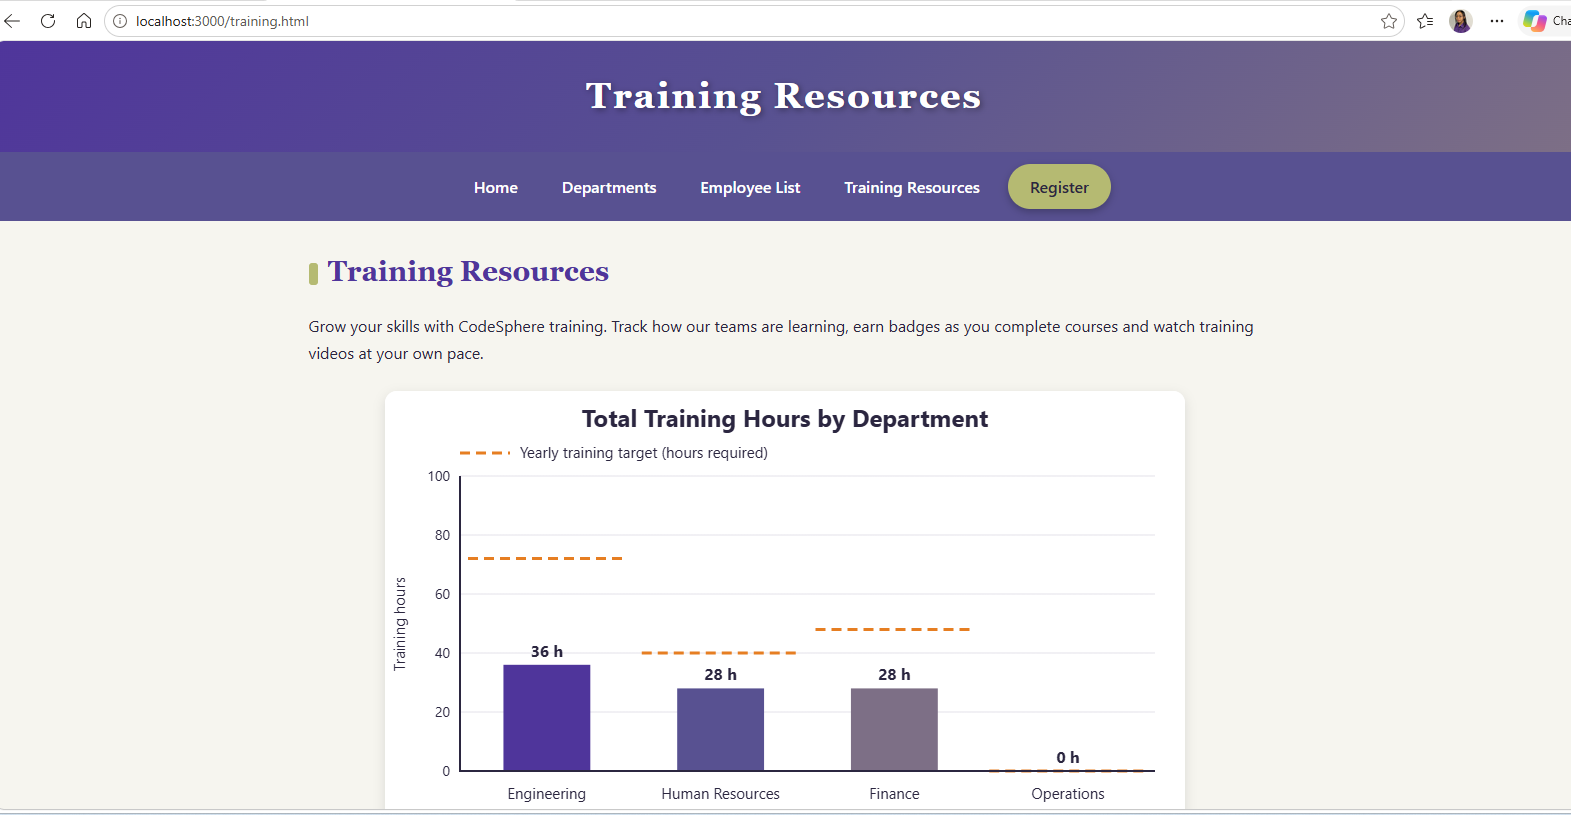 localhost:3000/training.html
Training Resources
Home Departments Employee List Training Resources Register
Training Resources
Grow your skills with CodeSphere training. Track how our teams are learning, earn badges as you complete courses and watch training
videos at your own pace.
Total Training Hours by Department
Yearly training target (hours required)
Training hours
100
80
60
40
20
0
36 h
28 h
28 h
0 h
Engineering Human Resources Finance Operations